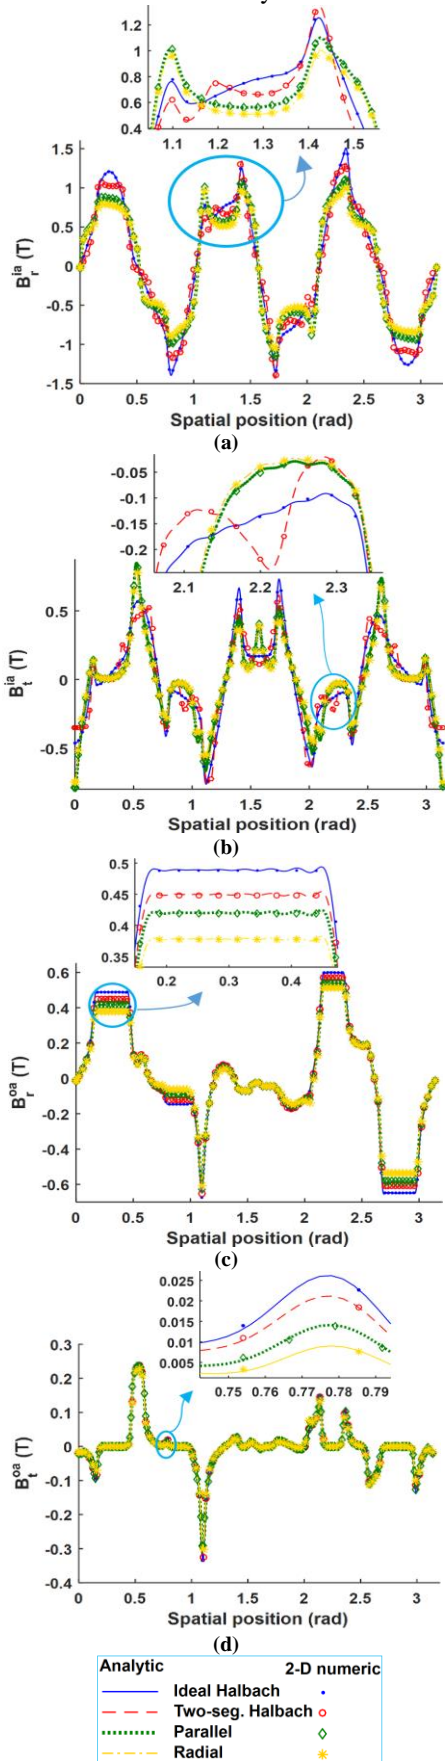 1.2
1
0.8
0.6
0.4
1.1 1.2 1.3 1.4 1.5
1.5
1
0.5
0
-0.5
-1
-1.5
B_r^ia (T)
0 0.5 1 1.5 2 2.5 3
Spatial position (rad)
(a)
-0.05
-0.1
-0.15
-0.2
2.1 2.2 2.3
0.5
0
-0.5
B_t^ia (T)
0 0.5 1 1.5 2 2.5 3
Spatial position (rad)
(b)
0.5
0.45
0.4
0.35
0.2 0.3 0.4
0.6
0.4
0.2
0
-0.2
-0.4
-0.6
B_r^oa (T)
0 0.5 1 1.5 2 2.5 3
Spatial position (rad)
(c)
0.025
0.02
0.015
0.01
0.005
0.75 0.76 0.77 0.78 0.79
0.3
0.2
0.1
0
-0.1
-0.2
-0.3
-0.4
B_t^oa (T)
0 0.5 1 1.5 2 2.5 3
Spatial position (rad)
(d)
Analytic 2-D numeric
Ideal Halbach
Two-seg. Halbach
Parallel
Radial